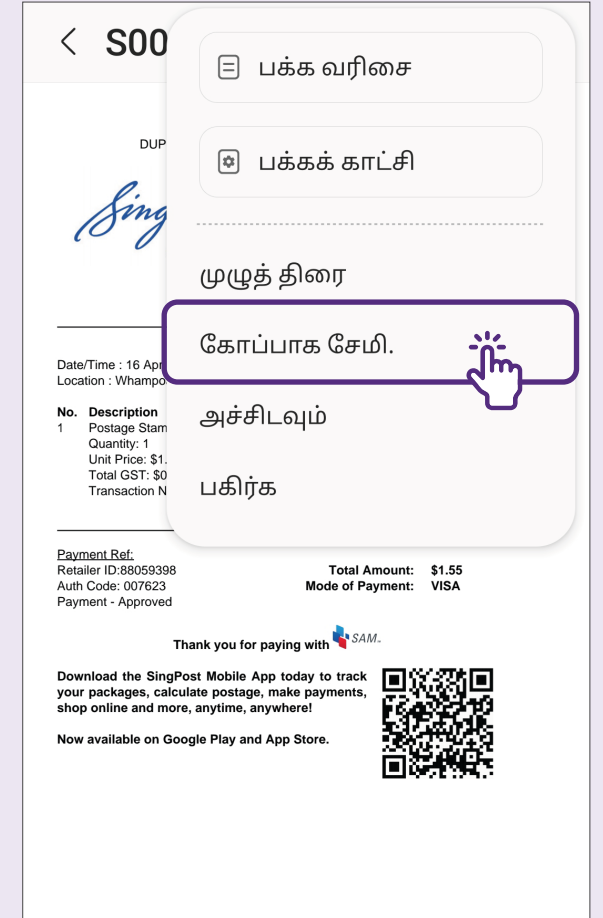 S00
பக்க வரிசை
பக்கக் காட்சி
முழுத் திரை
கோப்பாக சேமி.
அச்சிடவும்
பகிர்க
DUP
Sing
Date/Time : 16 Apr
Location : Whampo
No. Description
1 Postage Stam
Quantity: 1
Unit Price: $1.
Total GST: $0
Transaction N
Payment Ref:
Retailer ID:88059398 Total Amount: $1.55
Auth Code: 007623 Mode of Payment: VISA
Payment - Approved
Thank you for paying with SAM
Download the SingPost Mobile App today to track
your packages, calculate postage, make payments,
shop online and more, anytime, anywhere!
Now available on Google Play and App Store.